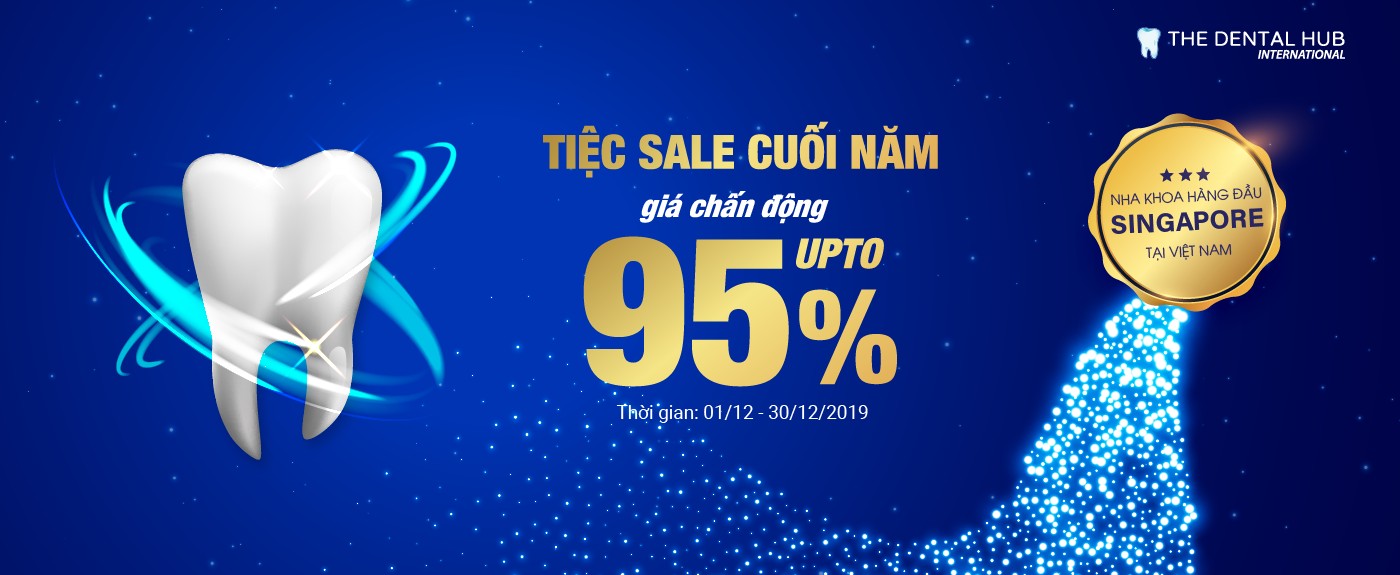 THE DENTAL HUB
INTERNATIONAL
TIỆC SALE CUỐI NĂM
giá chấn động
UPTO
95%
Thời gian: 01/12 - 30/12/2019
NHA KHOA HÀNG ĐẦU
SINGAPORE
TẠI VIỆT NAM